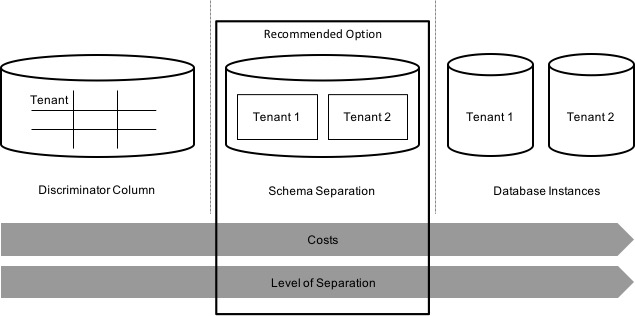 Recommended Option
Tenant
Tenant 1
Tenant 2
Tenant 1
Tenant 2
Discriminator Column
Schema Separation
Database Instances
Costs
Level of Separation